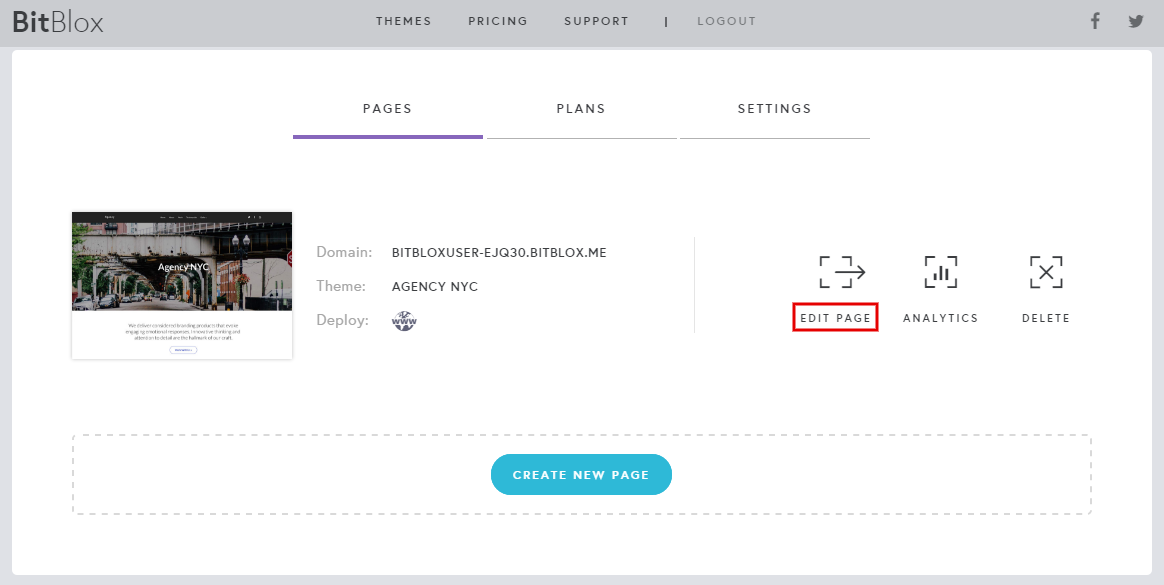 BitBlox
THEMES PRICING SUPPORT | LOGOUT
PAGES PLANS SETTINGS
Agency NYC
We deliver considered branding products that evoke
engaging emotional responses. Innovative thinking and
attention to detail are the hallmark of our craft.
Domain: BITBLOXUSER-EJQ30.BITBLOX.ME
Theme: AGENCY NYC
Deploy: WWW
EDIT PAGE ANALYTICS DELETE
CREATE NEW PAGE